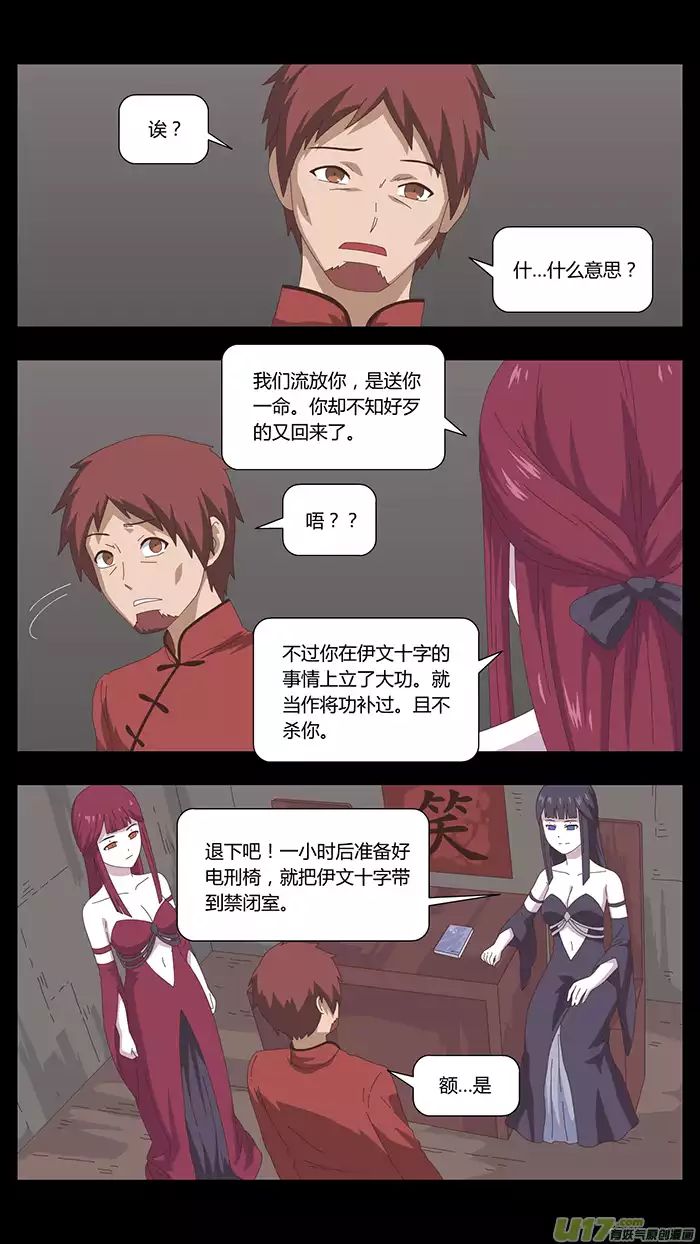 诶？
什...什么意思？
我们流放你，是送你
一命。你却不知好歹
的又回来了。
唔？？
不过你在伊文十字的
事情上立了大功。就
当作将功补过。且不
杀你。
笑
退下吧！一小时后准备好
电刑椅，就把伊文十字带
到禁闭室。
额...是
U17.com
有妖气原创漫画